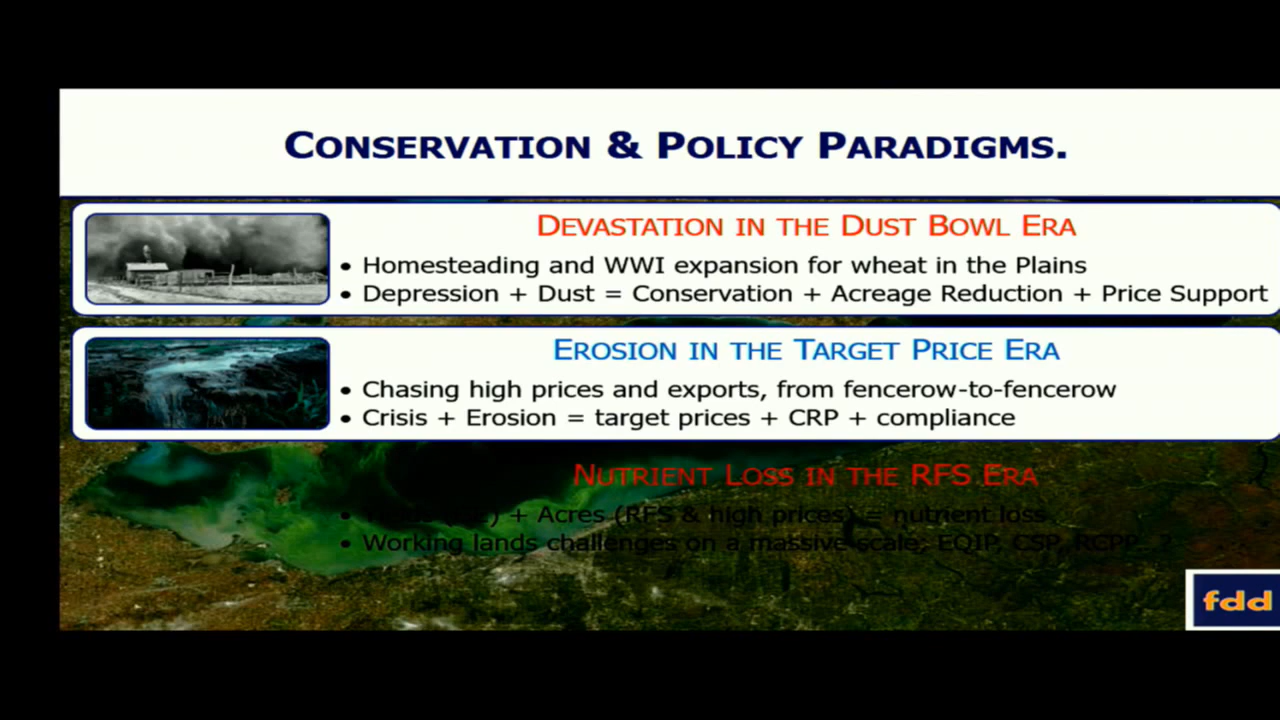 CONSERVATION & POLICY PARADIGMS.
DEVASTATION IN THE DUST BOWL ERA
• Homesteading and WWI expansion for wheat in the Plains
• Depression + Dust = Conservation + Acreage Reduction + Price Support
EROSION IN THE TARGET PRICE ERA
• Chasing high prices and exports, from fencerow-to-fencerow
• Crisis + Erosion = target prices + CRP + compliance
NUTRIENT LOSS IN THE RFS ERA
• + Acres (RFS & high prices) = nutrient loss
• Working lands challenges on a massive scale; EQIP, CSP, RCPP
fdd